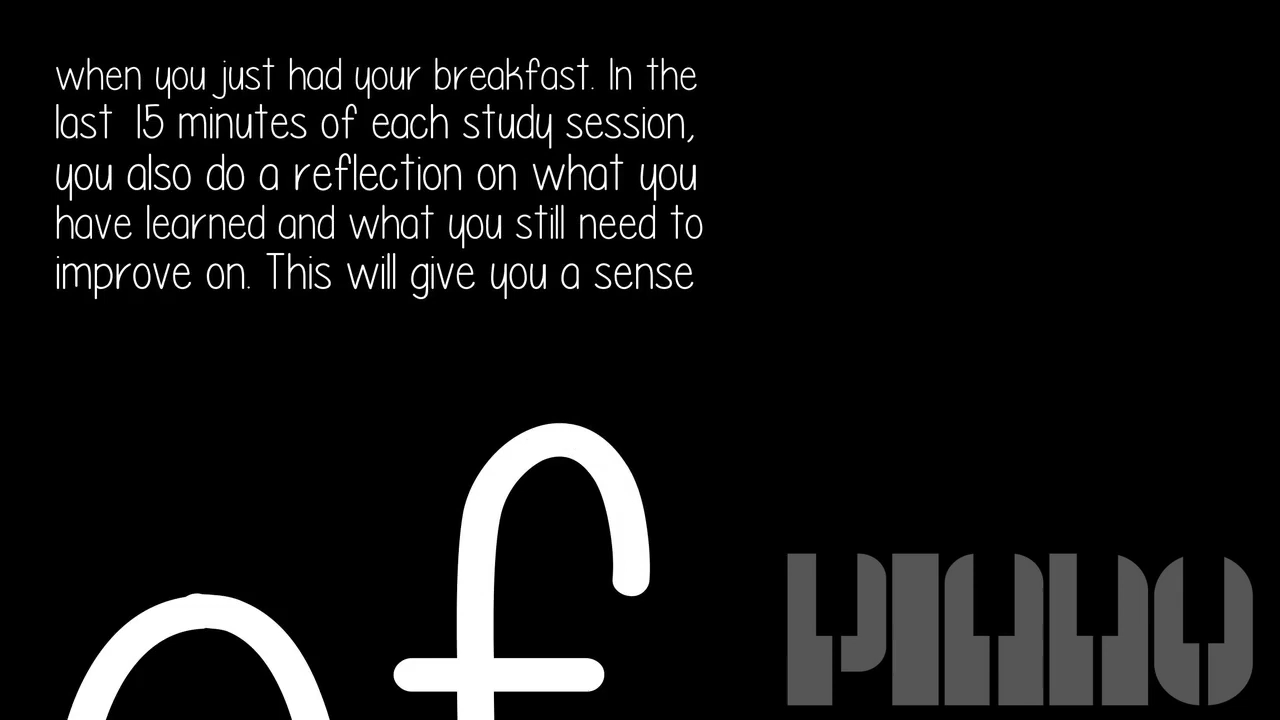 when you just had your breakfast. In the
last 15 minutes of each study session,
you also do a reflection on what you
have learned and what you still need to
improve on. This will give you a sense
of
PIANO